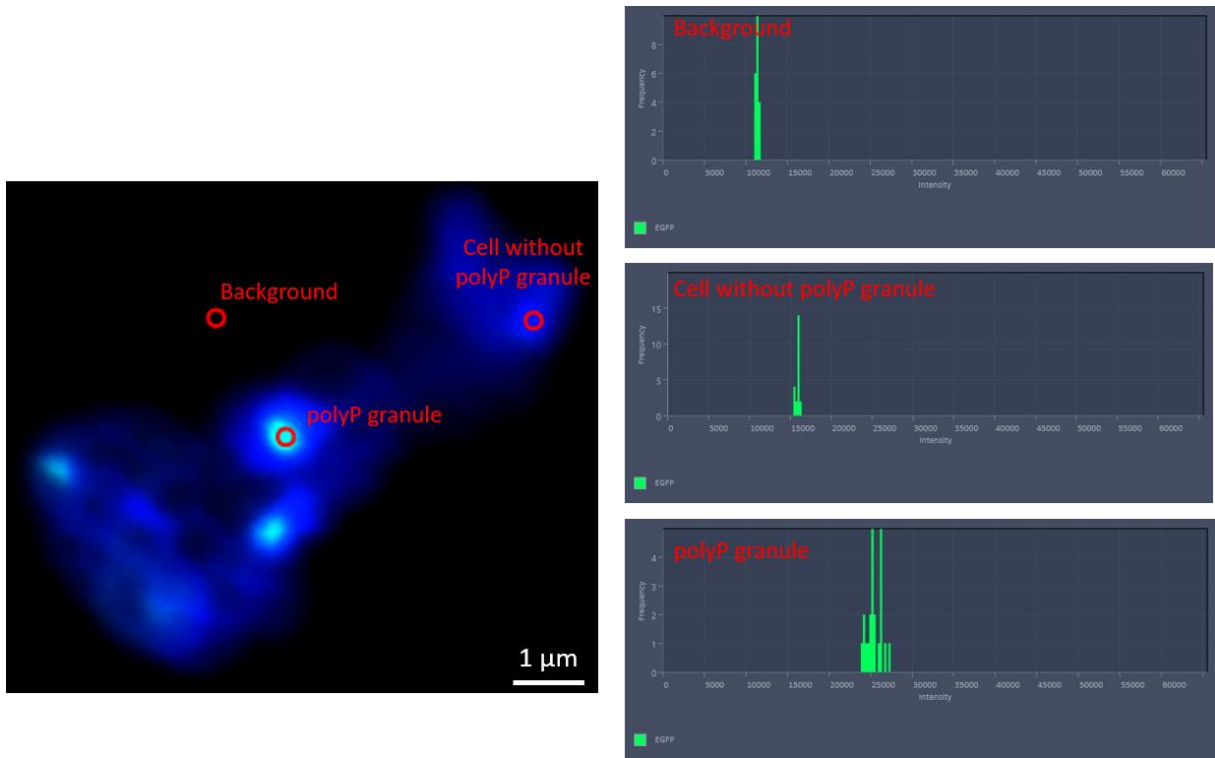 Cell without
polyP granule
Background
polyP granule
1 μm
Background
Frequency
8
6
4
2
0
0 5000 10000 15000 20000 25000 30000 35000 40000 45000 50000 55000 60000
Intensity
EGFP
Cell without polyP granule
Frequency
15
10
5
0
0 5000 10000 15000 20000 25000 30000 35000 40000 45000 50000 55000 60000
Intensity
EGFP
polyP granule
Frequency
4
3
2
1
0
0 5000 10000 15000 20000 25000 30000 35000 40000 45000 50000 55000 60000
Intensity
EGFP